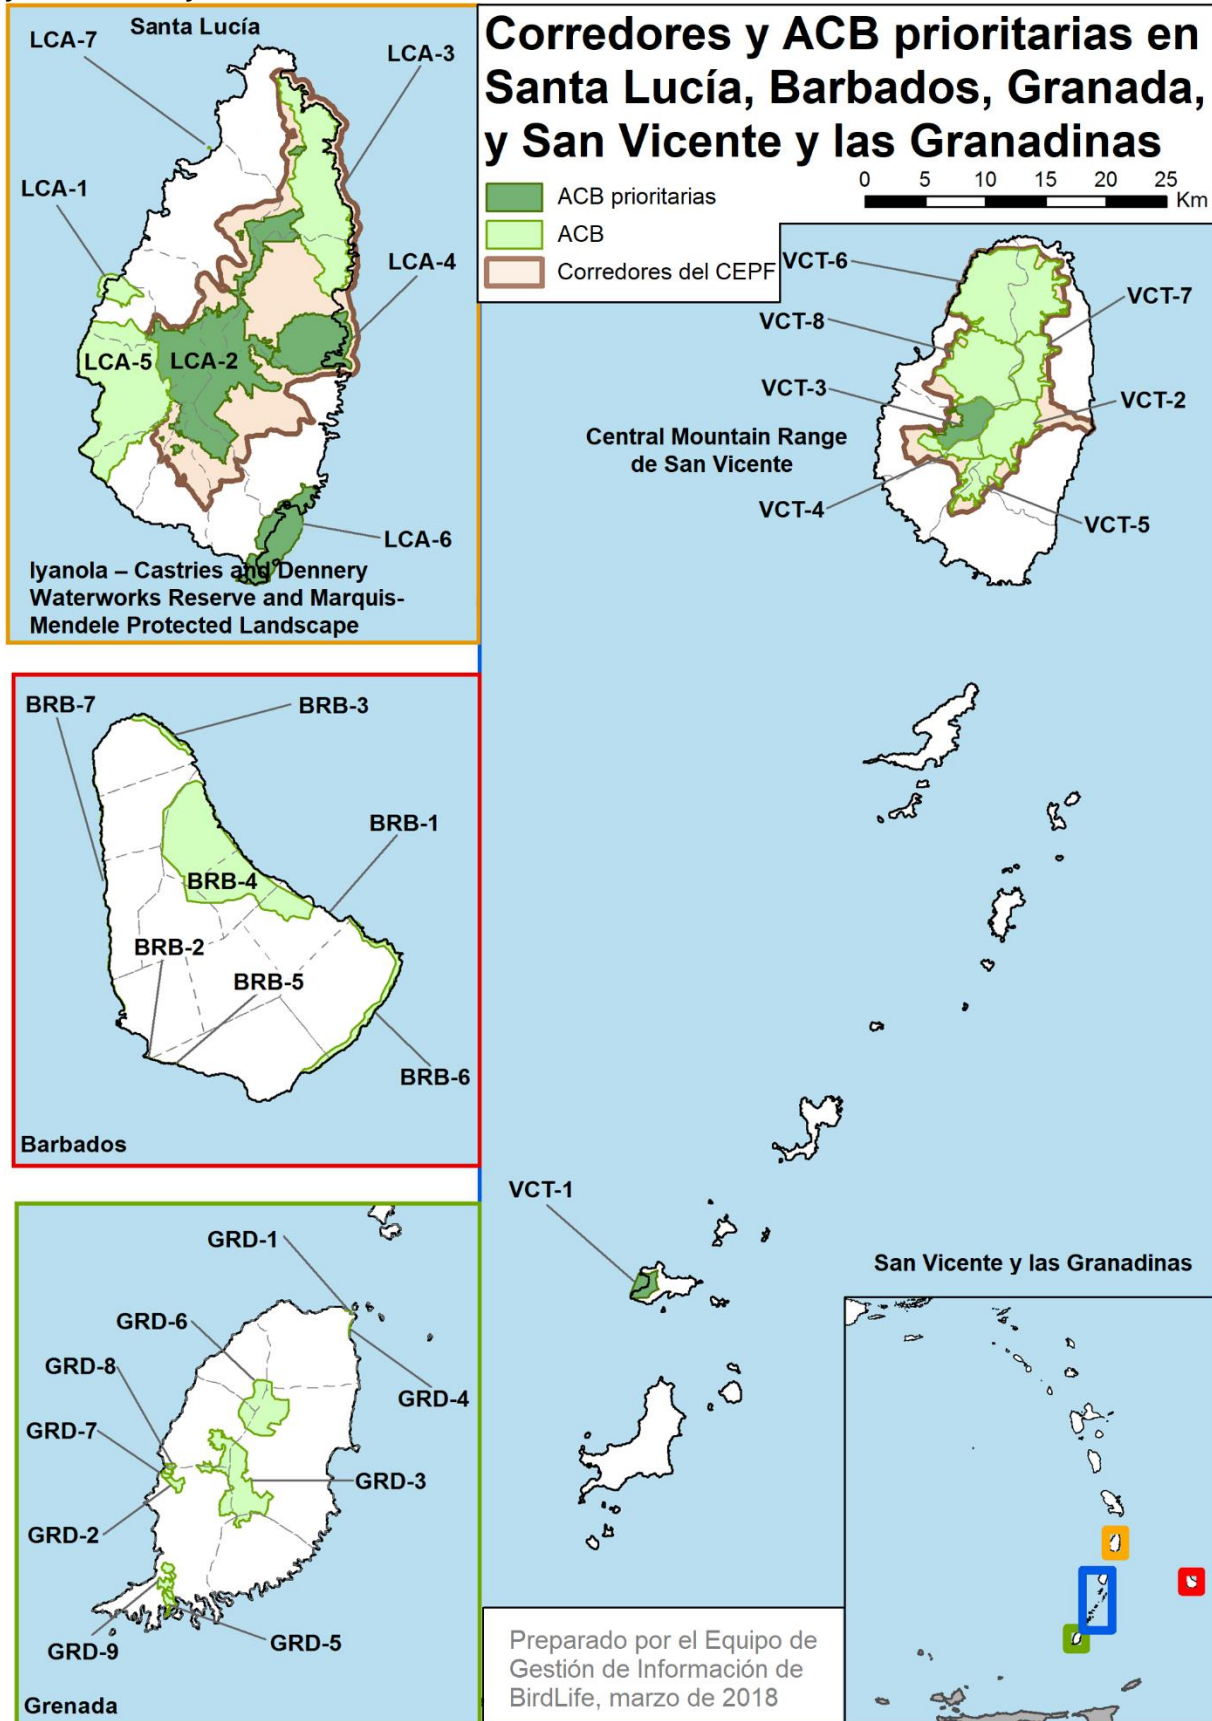 Santa Lucía
LCA-7
LCA-3
LCA-1
LCA-4
LCA-5
LCA-2
LCA-6
Iyanola – Castries and Dennery
Waterworks Reserve and Marquis-
Mendele Protected Landscape
Corredores y ACB prioritarias en
Santa Lucía, Barbados, Granada,
y San Vicente y las Granadinas
ACB prioritarias
ACB
Corredores del CEPF
0 5 10 15 20 25
Km
VCT-6
VCT-7
VCT-8
VCT-3
VCT-2
Central Mountain Range
de San Vicente
VCT-4
VCT-5
BRB-7
BRB-3
BRB-1
BRB-4
BRB-2
BRB-5
BRB-6
Barbados
VCT-1
San Vicente y las Granadinas
GRD-1
GRD-6
GRD-8
GRD-4
GRD-7
GRD-3
GRD-2
GRD-9
GRD-5
Grenada
Preparado por el Equipo de
Gestión de Información de
BirdLife, marzo de 2018